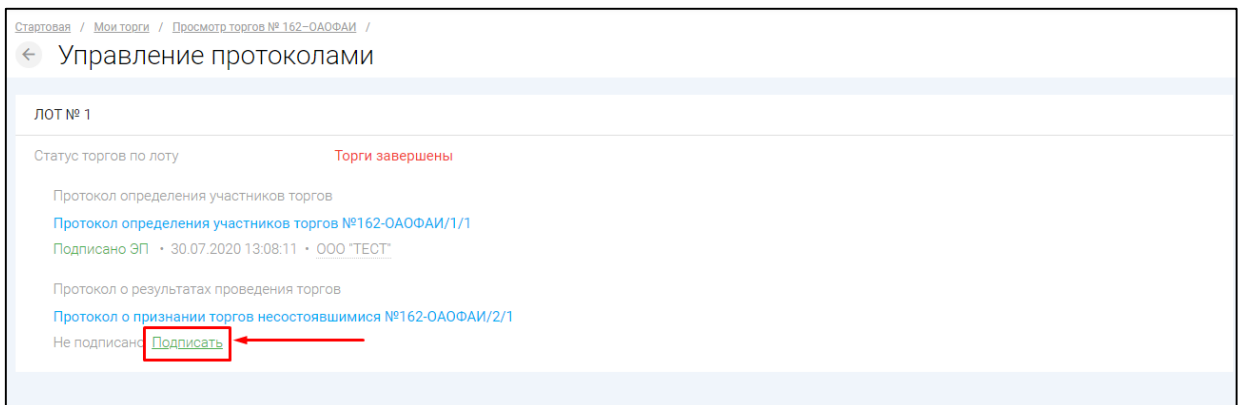 Стартовая / Мои торги / Просмотр торгов № 162–ОАОФАИ /
Управление протоколами
ЛОТ № 1
Статус торгов по лоту Торги завершены
Протокол определения участников торгов
Протокол определения участников торгов №162-ОАОФАИ/1/1
Подписано ЭП • 30.07.2020 13:08:11 • ООО "ТЕСТ"
Протокол о результатах проведения торгов
Протокол о признании торгов несостоявшимися №162-ОАОФАИ/2/1
Не подписано Подписать